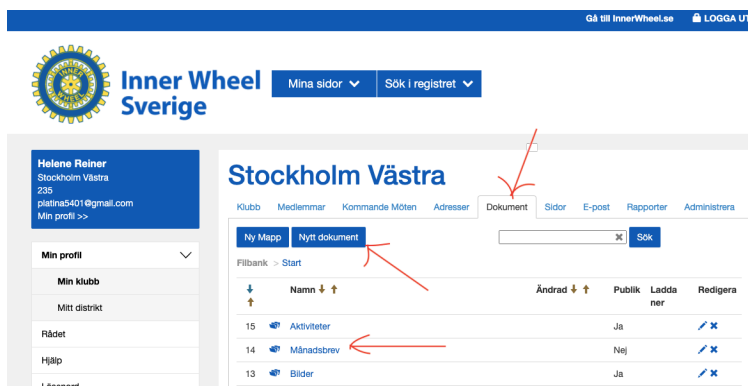 Gå till InnerWheel.se LOGGA UT
INNER
WHEEL
Inner Wheel
Sverige
Mina sidor
Sök i registret
Helene Reiner
Stockholm Västra
235
platina5401@gmail.com
Min profil >>
Min profil
Min klubb
Mitt distrikt
Rådet
Hjälp
Stockholm Västra
Klubb Medlemmar Kommande Möten Adresser Dokument Sidor E-post Rapporter Administrera
Ny Mapp Nytt dokument Sök
Filbank > Start
Namn Ändrad Publik Ladda ner Redigera
15 Aktiviteter Ja
14 Månadsbrev Nej
13 Bilder Ja